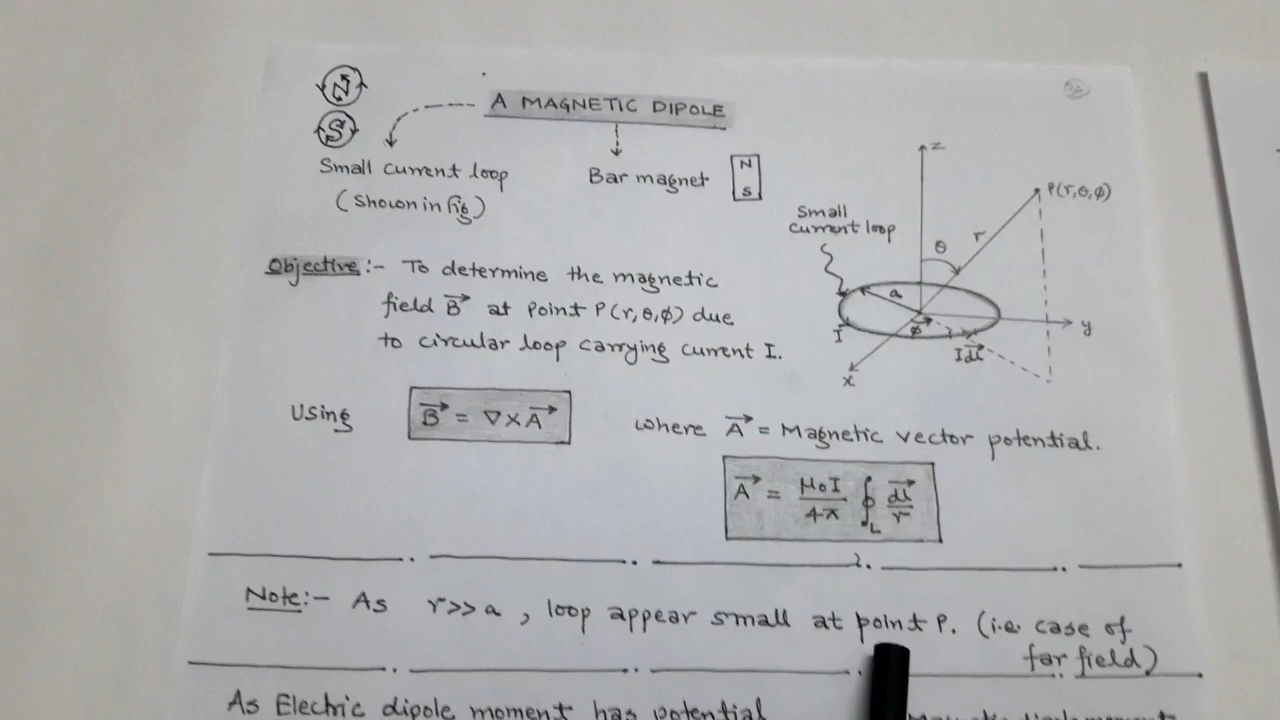 N
S
A MAGNETIC DIPOLE
Small current loop
(Shown in fig)
Bar magnet
N
S
Objective:- To determine the magnetic
field B⃗ at point P(r,θ,ϕ) due
to circular loop carrying current I.
z
P(r,θ,ϕ)
Small
current loop
θ
r
a
ϕ
I
I d⃗l
y
x
Using B⃗ = ∇×A⃗ where A⃗ = Magnetic vector potential.
A⃗ = μ₀I/4π ∮_L d⃗l/r
Note:- As r>>a, loop appear small at point P. (i.e. case of
far field)
As Electric dipole moment has potential